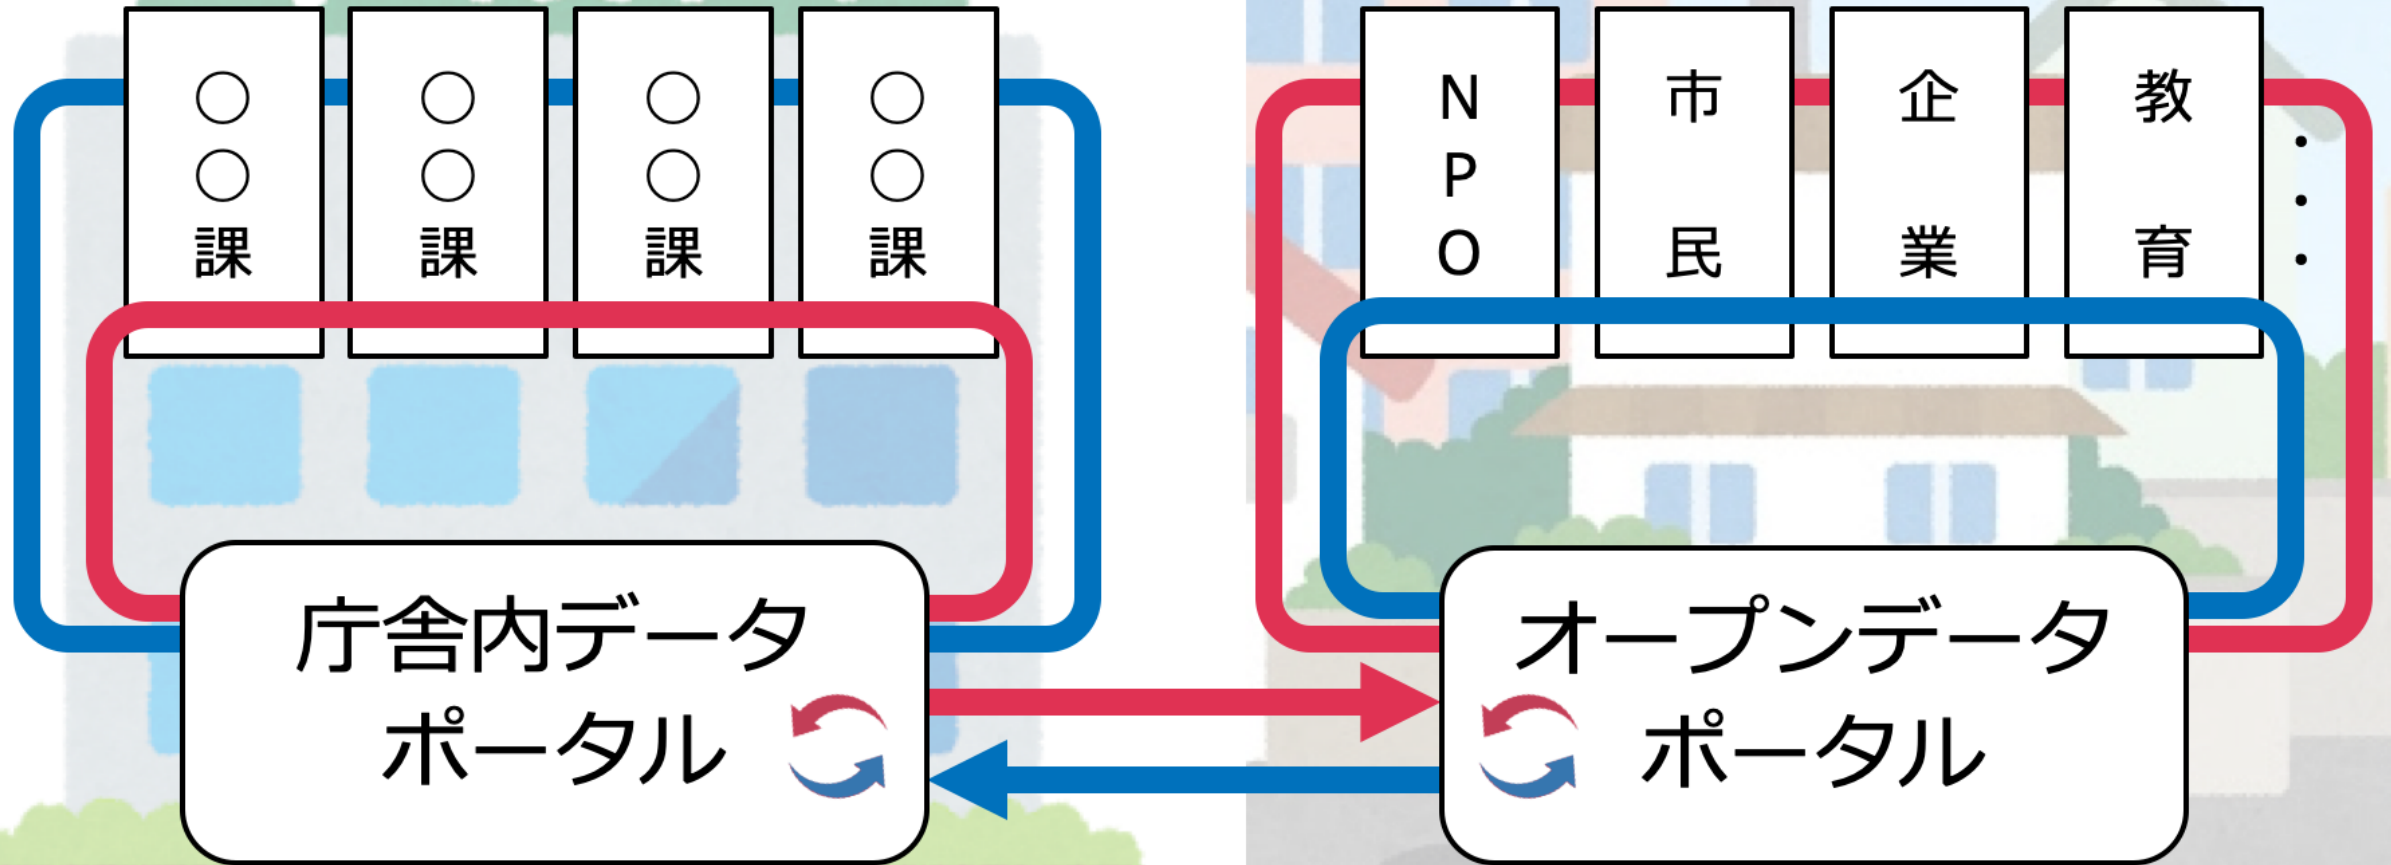 ○○課
○○課
○○課
○○課
NPO
市民
企業
教育
・・・
庁舎内データ
ポータル
オープンデータ
ポータル